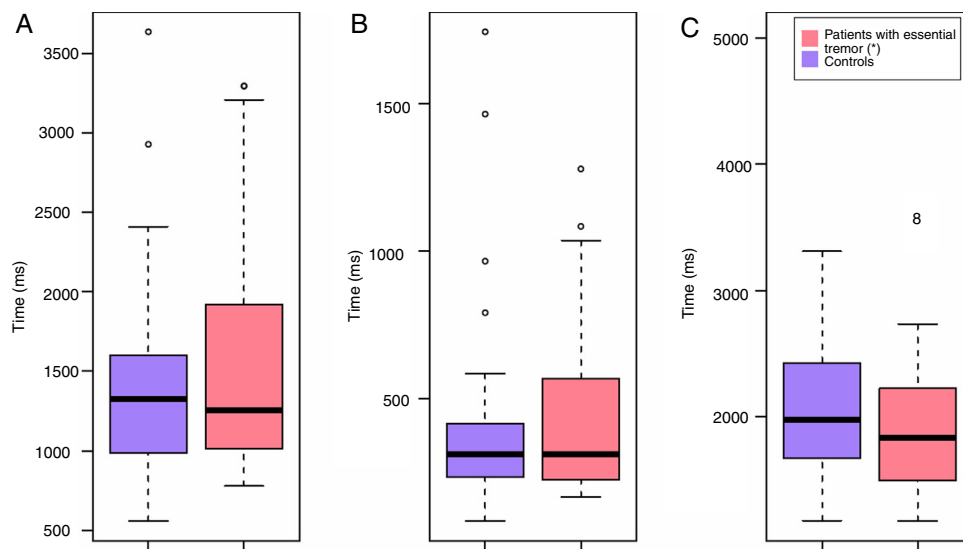 A
Time (ms)
3500
3000
2500
2000
1500
1000
500
B
Time (ms)
1500
1000
500
C
Time (ms)
5000
4000
3000
2000
Patients with essential
tremor (*)
Controls
8